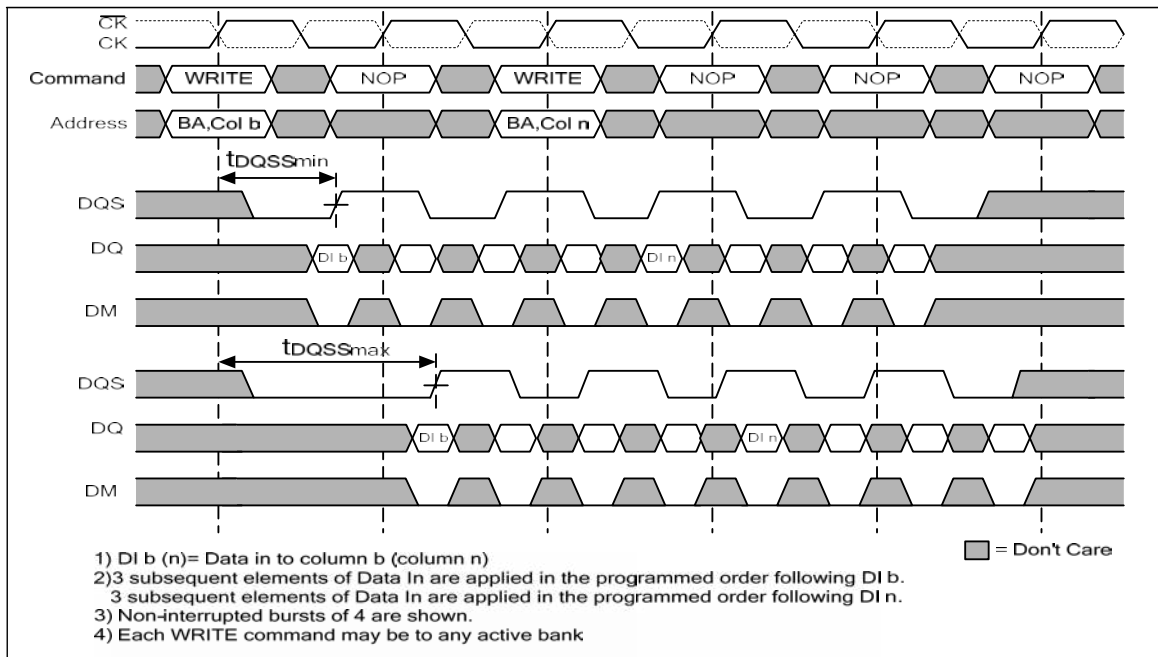 CK
CK
Command WRITE NOP WRITE NOP NOP NOP
Address BA,Col b BA,Col n
tDQSSmin
DQS
DQ DI b DI n
DM
tDQSSmax
DQS
DQ DI b DI n
DM
1) DI b (n)= Data in to column b (column n)
= Don't Care
2)3 subsequent elements of Data In are applied in the programmed order following DI b.
3 subsequent elements of Data In are applied in the programmed order following DI n.
3) Non-interrupted bursts of 4 are shown.
4) Each WRITE command may be to any active bank